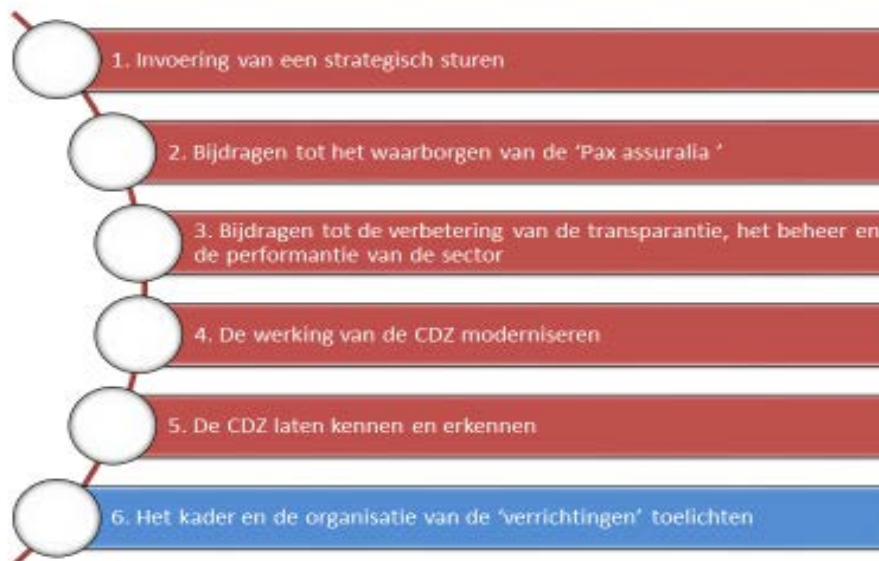 1. Invoering van een strategisch sturen
2. Bijdragen tot het waarborgen van de ‘Pax assuralia ’
3. Bijdragen tot de verbetering van de transparantie, het beheer en
de performantie van de sector
4. De werking van de CDZ moderniseren
5. De CDZ laten kennen en erkennen
6. Het kader en de organisatie van de ‘verrichtingen’ toelichten